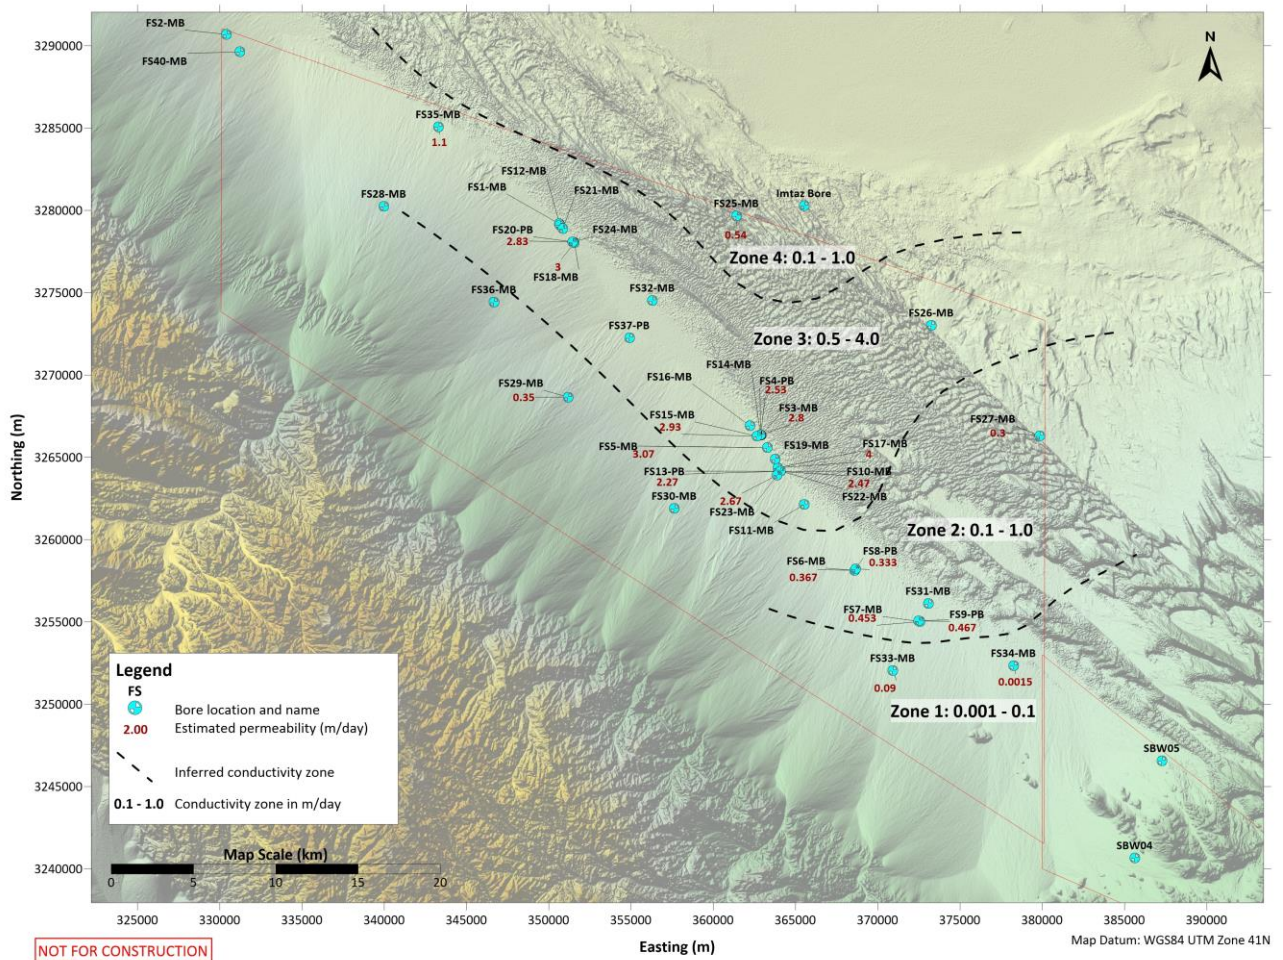 FS2-MB
N
3290000
FS40-MB
3285000
FS35-MB
1.1
FS12-MB
FS1-MB
FS21-MB
FS28-MB
FS25-MB
Imtaz Bore
3280000
FS20-PB
2.83
FS24-MB
0.54
Zone 4: 0.1 - 1.0
3
FS18-MB
3275000
FS36-MB
FS32-MB
FS26-MB
FS37-PB
Zone 3: 0.5 - 4.0
3270000
FS14-MB
FS16-MB
FS4-PB
2.53
FS29-MB
0.35
FS3-MB
2.8
FS15-MB
2.93
FS27-MB
0.3
FS5-MB
3.07
FS19-MB
FS17-MB
4
3265000
FS13-PB
2.27
FS10-MB
2.47
FS30-MB
2.67
FS22-MB
FS23-MB
FS11-MB
Zone 2: 0.1 - 1.0
3260000
FS6-MB
0.367
FS8-PB
0.333
FS31-MB
FS7-MB
0.453
FS9-PB
0.467
3255000
FS33-MB
0.09
FS34-MB
0.0015
Zone 1: 0.001 - 0.1
3250000
SBW05
3245000
SBW04
3240000
Northing (m)
Legend
FS
Bore location and name
2.00
Estimated permeability (m/day)
Inferred conductivity zone
0.1 - 1.0 Conductivity zone in m/day
Map Scale (km)
0 5 10 15 20
325000 330000 335000 340000 345000 350000 355000 360000 365000 370000 375000 380000 385000 390000
Easting (m)
Map Datum: WGS84 UTM Zone 41N
NOT FOR CONSTRUCTION